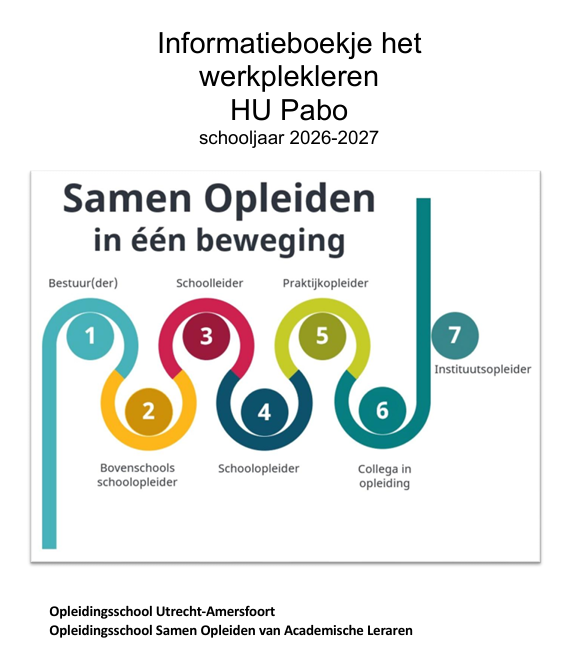 Informatieboekje het
werkplekleren
HU Pabo
schooljaar 2026-2027
Samen Opleiden
in één beweging
Bestuur(der)
Schoolleider
Praktijkopleider
1
3
5
7
Instituutsopleider
2
4
6
Bovenschools
schoolopleider
Schoolopleider
Collega in
opleiding
Opleidingsschool Utrecht-Amersfoort
Opleidingsschool Samen Opleiden van Academische Leraren